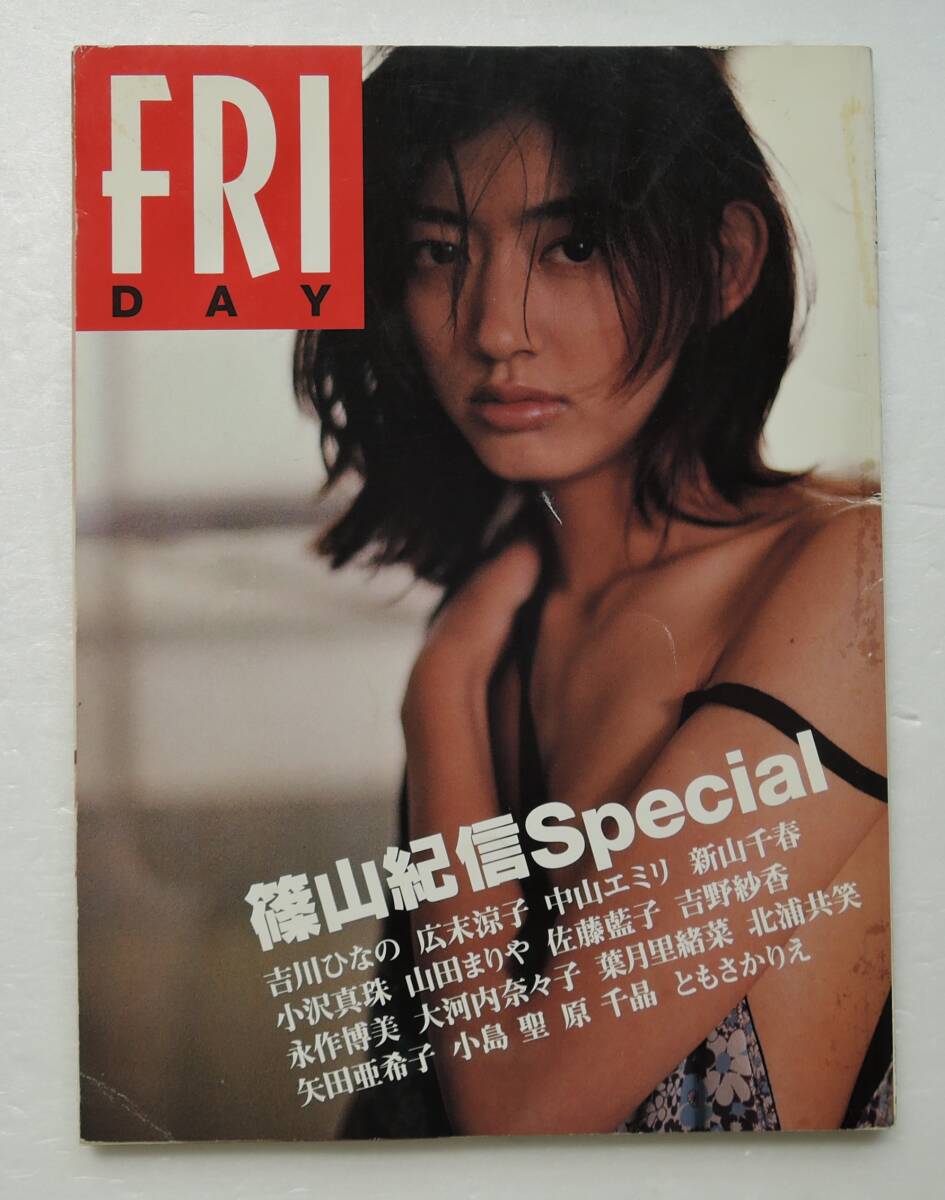 FRI
DAY
篠山紀信Special
吉川ひなの 広末涼子 中山エミリ 新山千春
小沢真珠 山田まりや 佐藤藍子 吉野紗香
永作博美 大河内奈々子 葉月里緒菜 北浦共笑
矢田亜希子 小島 聖 原 千晶 ともさかりえ